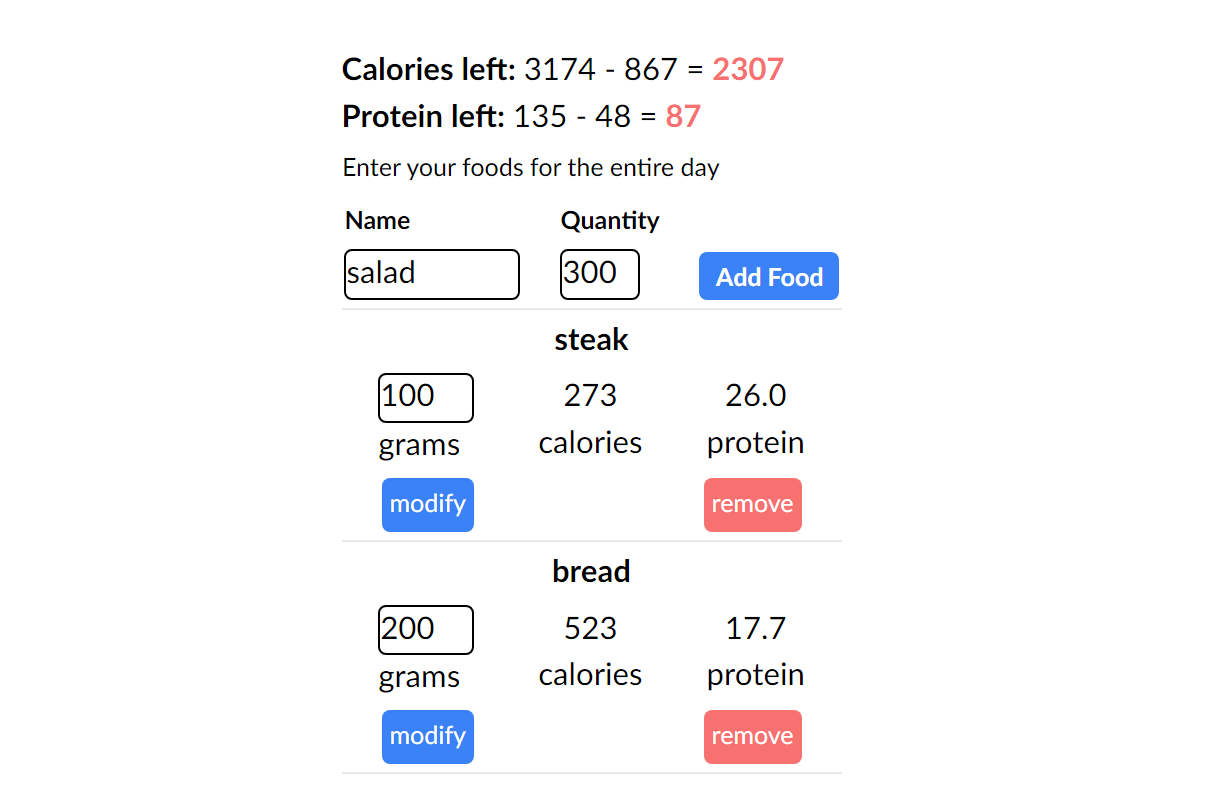 Calories left: 3174 - 867 = 2307
Protein left: 135 - 48 = 87
Enter your foods for the entire day
Name Quantity
salad 300 Add Food
steak
100 273 26.0
grams calories protein
modify remove
bread
200 523 17.7
grams calories protein
modify remove